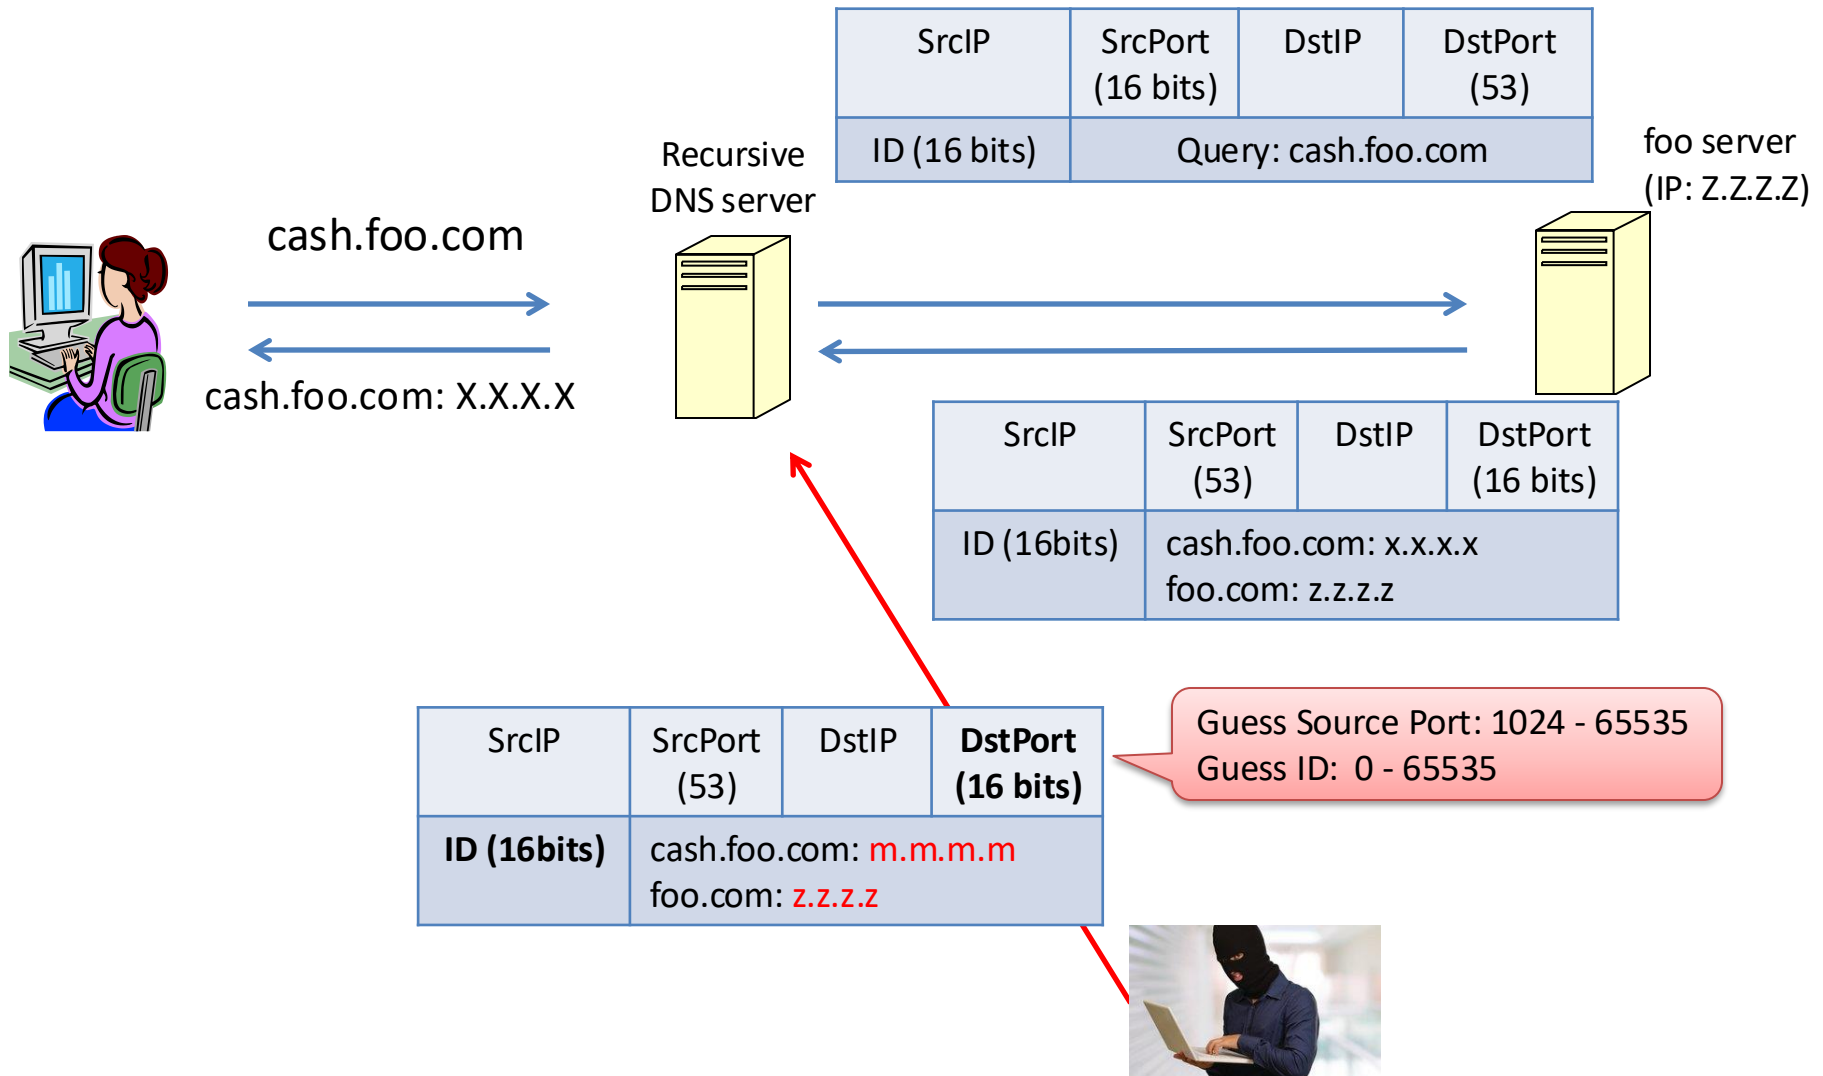 SrcIP
SrcPort
(16 bits)
DstIP
DstPort
(53)
ID (16 bits)
Query: cash.foo.com
foo server
(IP: Z.Z.Z.Z)
Recursive
DNS server
cash.foo.com
cash.foo.com: X.X.X.X
SrcIP
SrcPort
(53)
DstIP
DstPort
(16 bits)
ID (16bits)
cash.foo.com: x.x.x.x
foo.com: z.z.z.z
Guess Source Port: 1024 - 65535
Guess ID: 0 - 65535
SrcIP
SrcPort
(53)
DstIP
DstPort
(16 bits)
ID (16bits)
cash.foo.com: m.m.m.m
foo.com: z.z.z.z